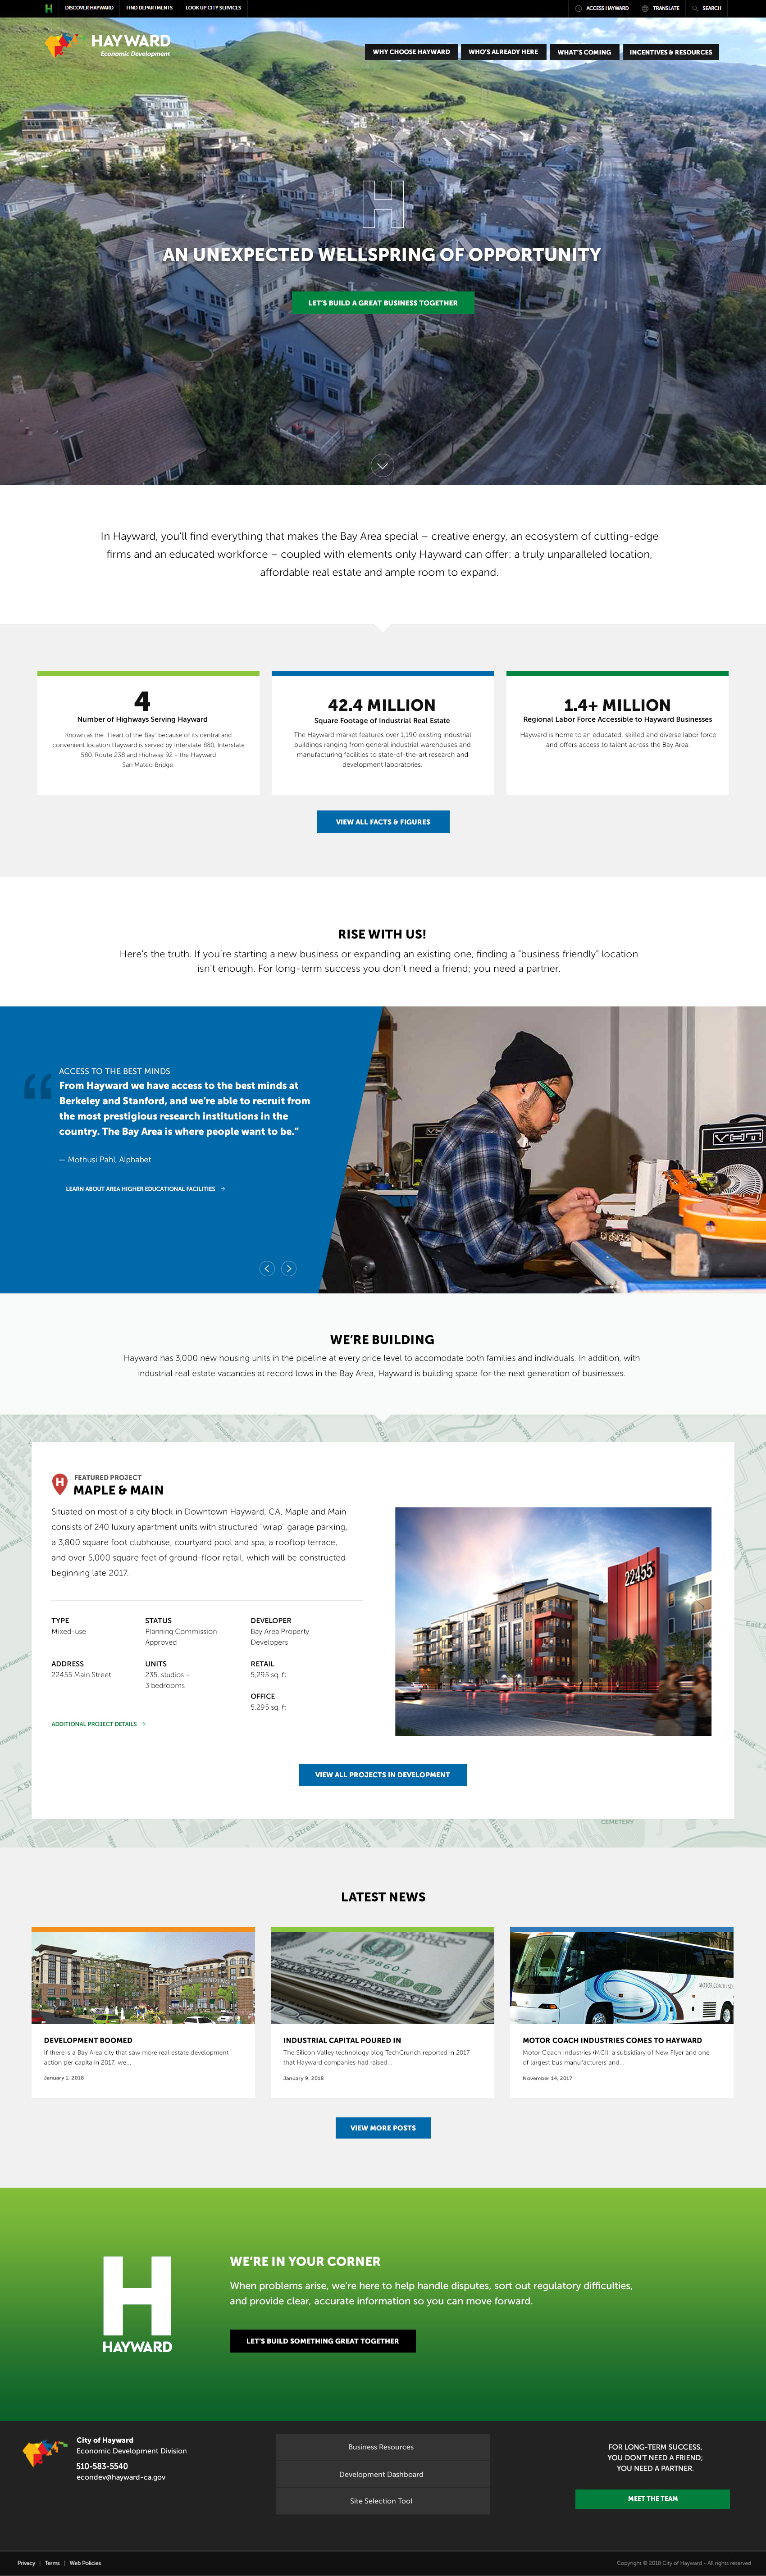 H DISCOVER HAYWARD FIND DEPARTMENTS LOOK UP CITY SERVICES ACCESS HAYWARD TRANSLATE SEARCH
HAYWARD
Economic Development
WHY CHOOSE HAYWARD WHO'S ALREADY HERE WHAT'S COMING INCENTIVES & RESOURCES
H
AN UNEXPECTED WELLSPRING OF OPPORTUNITY
LET'S BUILD A GREAT BUSINESS TOGETHER
In Hayward, you'll find everything that makes the Bay Area special – creative energy, an ecosystem of cutting-edge
firms and an educated workforce – coupled with elements only Hayward can offer: a truly unparalleled location,
affordable real estate and ample room to expand.
4
Number of Highways Serving Hayward
Known as the "Heart of the Bay" because of its central and
convenient location Hayward is served by Interstate 880, Interstate
580, Route 238 and Highway 92 - the Hayward
San Mateo Bridge.
42.4 MILLION
Square Footage of Industrial Real Estate
The Hayward market features over 1,190 existing industrial
buildings ranging from general industrial warehouses and
manufacturing facilities to state-of-the-art research and
development laboratories.
1.4+ MILLION
Regional Labor Force Accessible to Hayward Businesses
Hayward is home to an educated, skilled and diverse labor force
and offers access to talent across the Bay Area.
VIEW ALL FACTS & FIGURES
RISE WITH US!
Here's the truth. If you're starting a new business or expanding an existing one, finding a "business friendly" location
isn't enough. For long-term success you don't need a friend; you need a partner.
ACCESS TO THE BEST MINDS
“ From Hayward we have access to the best minds at
Berkeley and Stanford, and we're able to recruit from
the most prestigious research institutions in the
country. The Bay Area is where people want to be."
— Mothusi Pahl, Alphabet
LEARN ABOUT AREA HIGHER EDUCATIONAL FACILITIES →
VHT
WE'RE BUILDING
Hayward has 3,000 new housing units in the pipeline at every price level to accomodate both families and individuals. In addition, with
industrial real estate vacancies at record lows in the Bay Area, Hayward is building space for the next generation of businesses.
B Street
H
FEATURED PROJECT
MAPLE & MAIN
Situated on most of a city block in Downtown Hayward, CA, Maple and Main
consists of 240 luxury apartment units with structured "wrap" garage parking,
a 3,800 square foot clubhouse, courtyard pool and spa, a rooftop terrace,
and over 5,000 square feet of ground-floor retail, which will be constructed
beginning late 2017.
22455
TYPE
Mixed-use
STATUS
Planning Commission
Approved
DEVELOPER
Bay Area Property
Developers
ADDRESS
22455 Main Street
UNITS
235, studios -
3 bedrooms
RETAIL
5,295 sq. ft
OFFICE
5,295 sq. ft
ADDITIONAL PROJECT DETAILS →
VIEW ALL PROJECTS IN DEVELOPMENT
D Street
CEMETERY
LATEST NEWS
DEVELOPMENT BOOMED
If there is a Bay Area city that saw more real estate development
action per capita in 2017, we...
January 1, 2018
100
INDUSTRIAL CAPITAL POURED IN
The Silicon Valley technology blog TechCrunch reported in 2017
that Hayward companies had raised...
January 9, 2018
MOTOR COACH INDUSTRIES COMES TO HAYWARD
Motor Coach Industries (MCI), a subsidiary of New Flyer and one
of largest bus manufacturers and...
November 14, 2017
VIEW MORE POSTS
H
HAYWARD
WE'RE IN YOUR CORNER
When problems arise, we're here to help handle disputes, sort out regulatory difficulties,
and provide clear, accurate information so you can move forward.
LET'S BUILD SOMETHING GREAT TOGETHER
City of Hayward
Economic Development Division
510-583-5540
econdev@hayward-ca.gov
Business Resources
Development Dashboard
Site Selection Tool
FOR LONG-TERM SUCCESS,
YOU DON'T NEED A FRIEND;
YOU NEED A PARTNER.
MEET THE TEAM
Privacy | Terms | Web Policies
Copyright © 2018 City of Hayward - All rights reserved